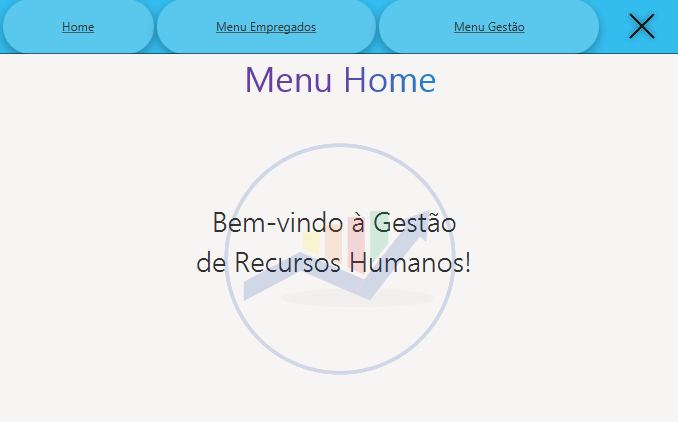 Home
Menu Empregados
Menu Gestão
Menu Home
Bem-vindo à Gestão
de Recursos Humanos!